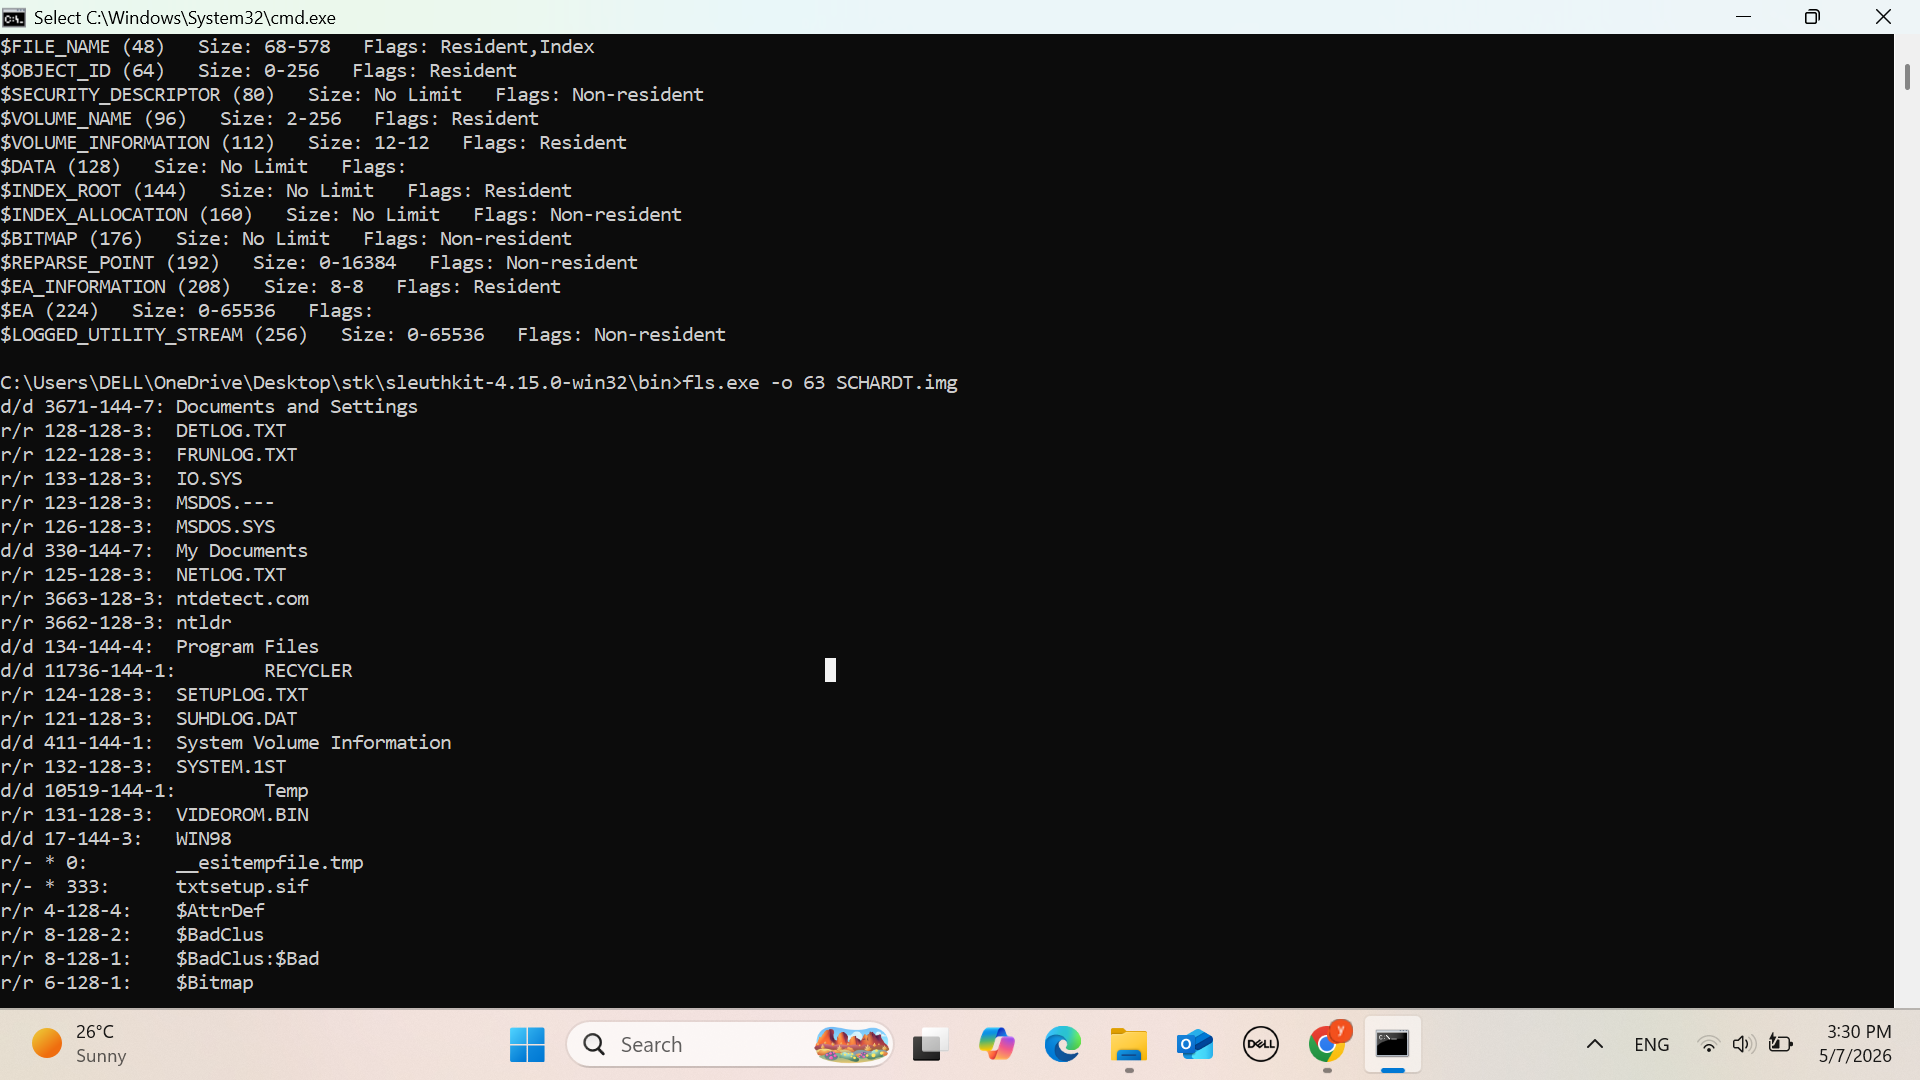 Select C:\Windows\System32\cmd.exe
$FILE_NAME (48)   Size: 68-578   Flags: Resident,Index
$OBJECT_ID (64)   Size: 0-256   Flags: Resident
$SECURITY_DESCRIPTOR (80)   Size: No Limit   Flags: Non-resident
$VOLUME_NAME (96)   Size: 2-256   Flags: Resident
$VOLUME_INFORMATION (112)   Size: 12-12   Flags: Resident
$DATA (128)   Size: No Limit   Flags:
$INDEX_ROOT (144)   Size: No Limit   Flags: Resident
$INDEX_ALLOCATION (160)   Size: No Limit   Flags: Non-resident
$BITMAP (176)   Size: No Limit   Flags: Non-resident
$REPARSE_POINT (192)   Size: 0-16384   Flags: Non-resident
$EA_INFORMATION (208)   Size: 8-8   Flags: Resident
$EA (224)   Size: 0-65536   Flags:
$LOGGED_UTILITY_STREAM (256)   Size: 0-65536   Flags: Non-resident
C:\Users\DELL\OneDrive\Desktop\stk\sleuthkit-4.15.0-win32\bin>fls.exe -o 63 SCHARDT.img
d/d 3671-144-7: Documents and Settings
r/r 128-128-3:  DETLOG.TXT
r/r 122-128-3:  FRUNLOG.TXT
r/r 133-128-3:  IO.SYS
r/r 123-128-3:  MSDOS.---
r/r 126-128-3:  MSDOS.SYS
d/d 330-144-7:  My Documents
r/r 125-128-3:  NETLOG.TXT
r/r 3663-128-3: ntdetect.com
r/r 3662-128-3: ntldr
d/d 134-144-4:  Program Files
d/d 11736-144-1:        RECYCLER
r/r 124-128-3:  SETUPLOG.TXT
r/r 121-128-3:  SUHDLOG.DAT
d/d 411-144-1:  System Volume Information
r/r 132-128-3:  SYSTEM.1ST
d/d 10519-144-1:        Temp
r/r 131-128-3:  VIDEOROM.BIN
d/d 17-144-3:   WIN98
r/- * 0:        __esitempfile.tmp
r/- * 333:      txtsetup.sif
r/r 4-128-4:    $AttrDef
r/r 8-128-2:    $BadClus
r/r 8-128-1:    $BadClus:$Bad
r/r 6-128-1:    $Bitmap
26°C
Sunny
Search
DELL
y
ENG
3:30 PM
5/7/2026